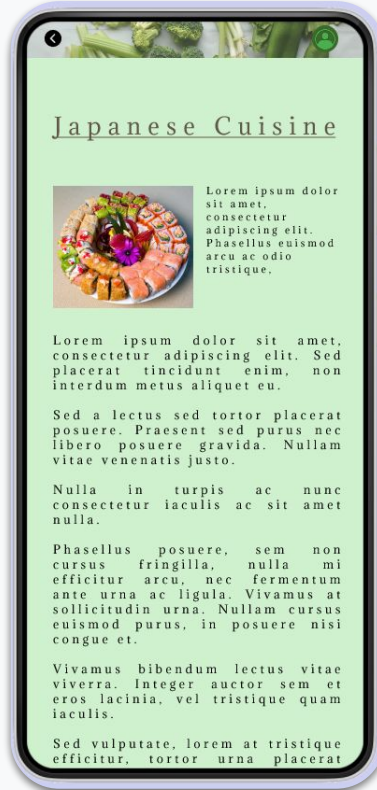 Japanese Cuisine
Lorem ipsum dolor
sit amet,
consectetur
adipiscing elit.
Phasellus euismod
arcu ac odio
tristique,
Lorem ipsum dolor sit amet,
consectetur adipiscing elit. Sed
placerat tincidunt enim, non
interdum metus aliquet eu.
Sed a lectus sed tortor placerat
posuere. Praesent sed purus nec
libero posuere gravida. Nullam
vitae venenatis justo.
Nulla in turpis ac nunc
consectetur iaculis ac sit amet
nulla.
Phasellus posuere, sem non
cursus fringilla, nulla mi
efficitur arcu, nec fermentum
ante urna ac ligula. Vivamus at
sollicitudin urna. Nullam cursus
euismod purus, in posuere nisi
congue et.
Vivamus bibendum lectus vitae
viverra. Integer auctor sem et
eros lacinia, vel tristique quam
iaculis.
Sed vulputate, lorem at tristique
efficitur, tortor urna placerat